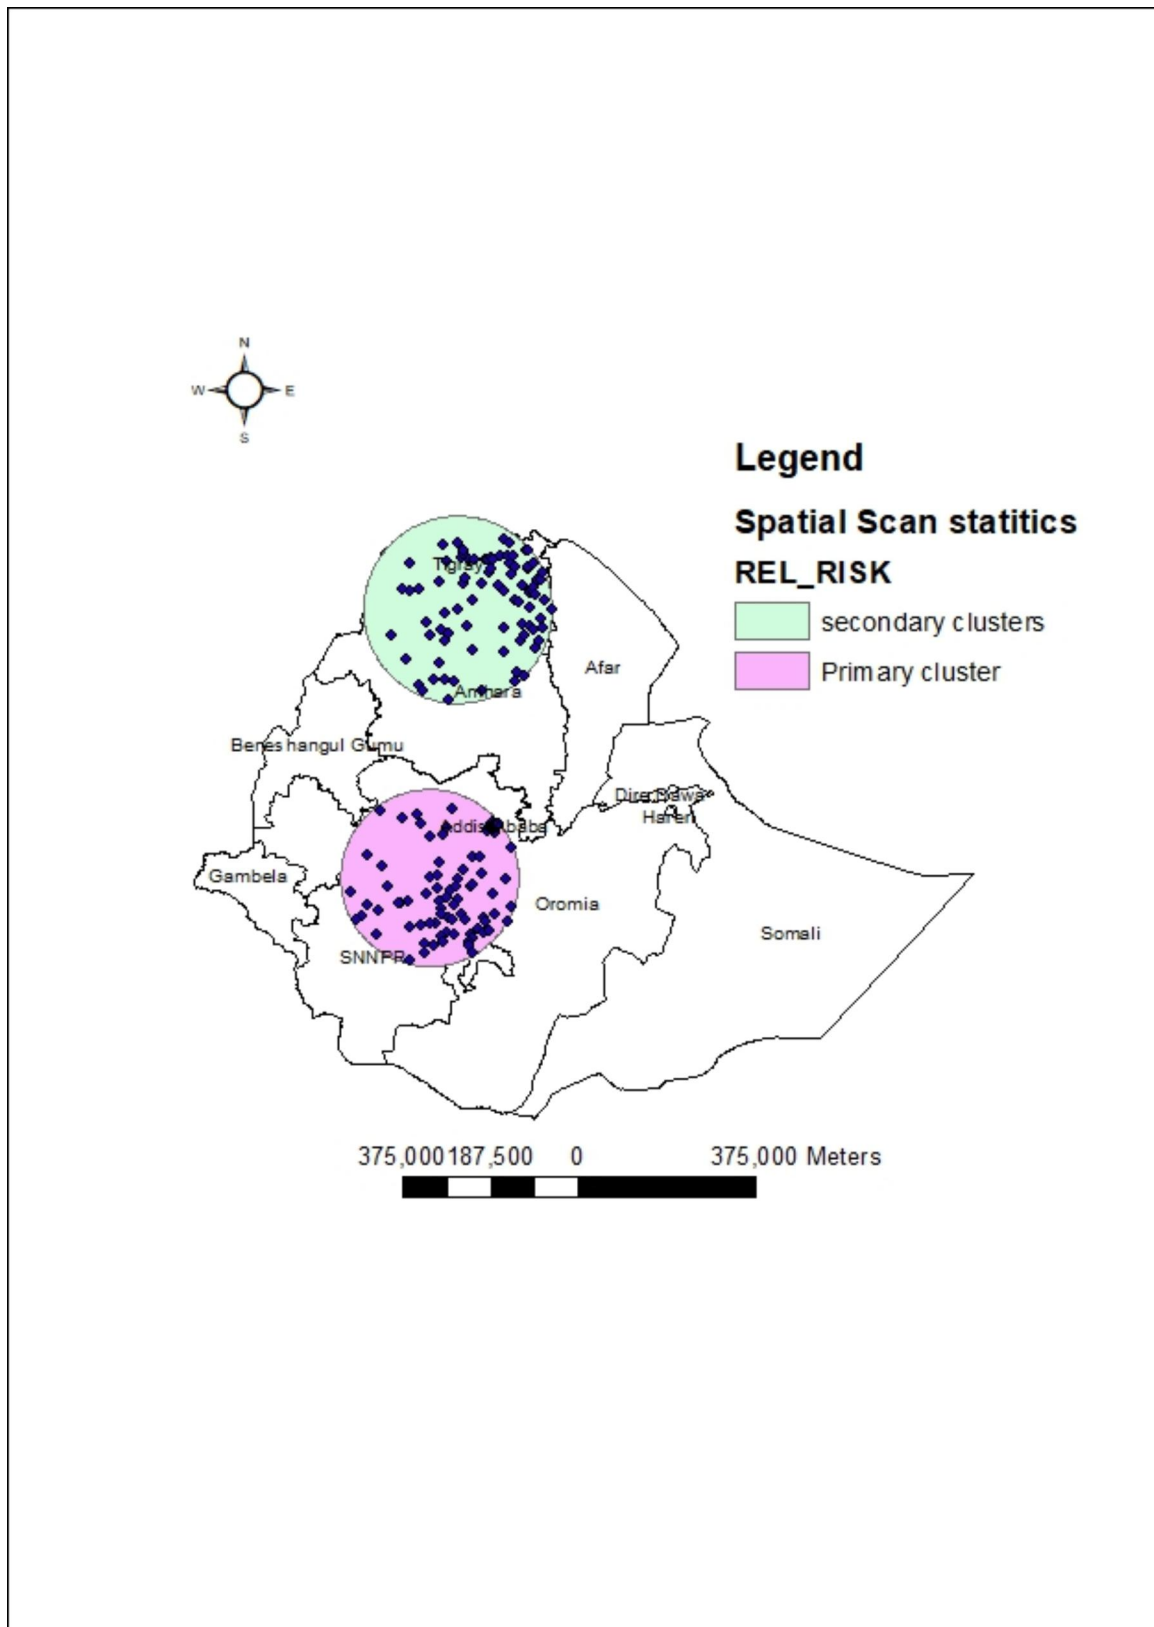 N
W E
S
Legend
Spatial Scan statitics
REL_RISK
secondary clusters
Primary cluster
Tigray
Afar
Amhara
Beneshangul Gumu
Dire Dawa
Hareri
Addis Ababa
Gambela
Oromia
Somali
SNNPR
375,000 187,500 0 375,000 Meters